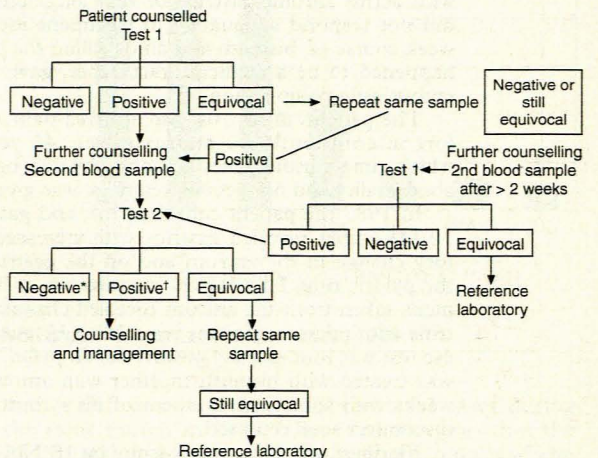 Patient counselled
Test 1
Negative
Positive
Equivocal
Repeat same sample
Negative or
still
equivocal
Further counselling
Second blood sample
Positive
Test 1
Further counselling
2nd blood sample
after > 2 weeks
Test 2
Positive
Negative
Equivocal
Negative*
Positive†
Equivocal
Reference
laboratory
Counselling
and management
Repeat same
sample
Still equivocal
Reference laboratory